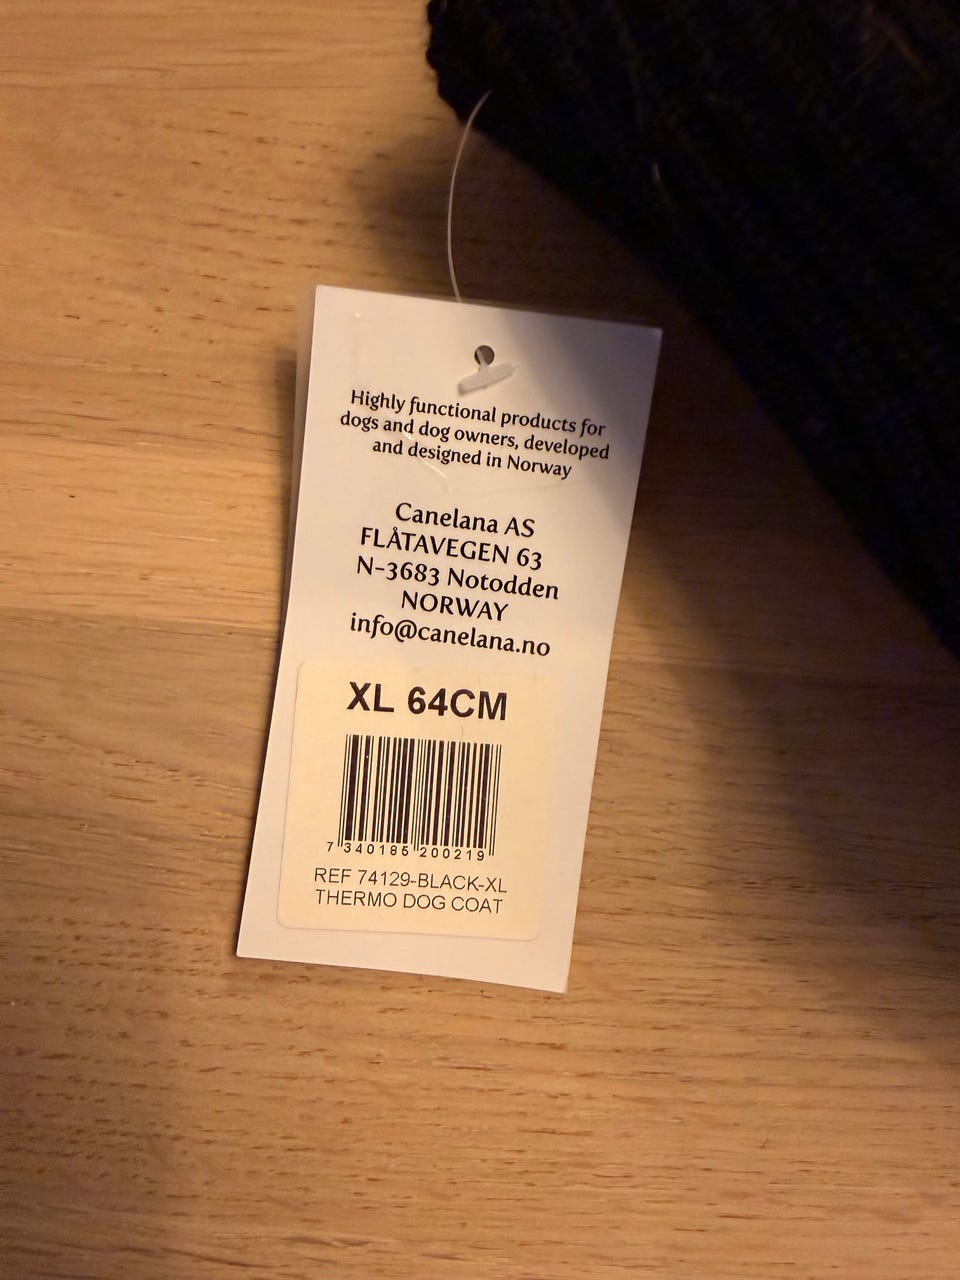 Highly functional products for
dogs and dog owners, developed
and designed in Norway
Canelana AS
FLÅTAVEGEN 63
N-3683 Notodden
NORWAY
info@canelana.no
XL 64CM
7 340185 200219
REF 74129-BLACK-XL
THERMO DOG COAT